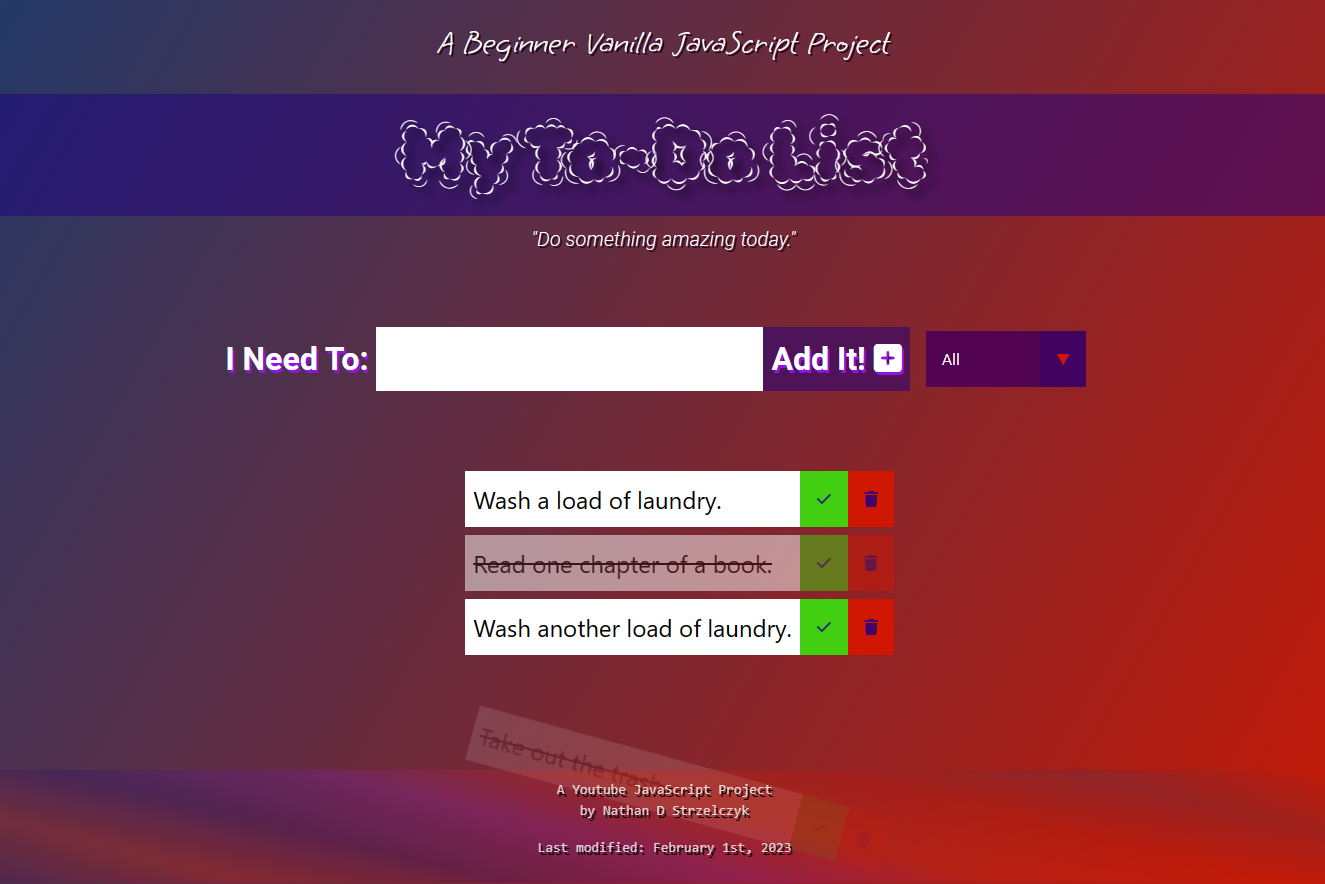 A Beginner Vanilla JavaScript Project
My To-Do List
"Do something amazing today."
I Need To:
Add It!
All
Wash a load of laundry.
Read one chapter of a book.
Wash another load of laundry.
Take out the trash
A Youtube JavaScript Project
by Nathan D Strzelczyk
Last modified: February 1st, 2023